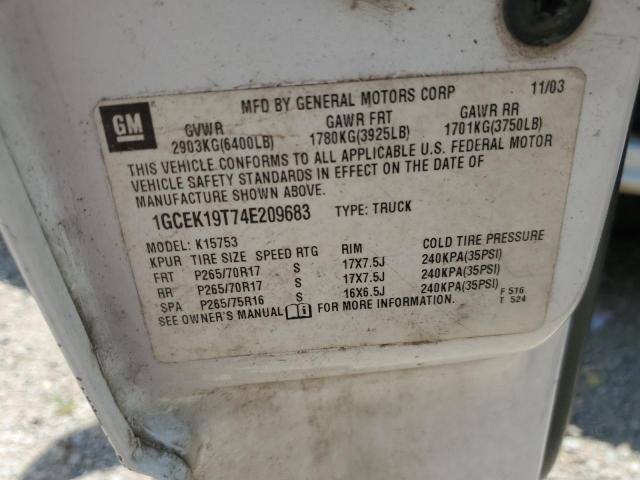 GM
MFD BY GENERAL MOTORS CORP 11/03
GVWR GAWR FRT GAWR RR
2903KG(6400LB) 1780KG(3925LB) 1701KG(3750LB)
THIS VEHICLE CONFORMS TO ALL APPLICABLE U.S. FEDERAL MOTOR
VEHICLE SAFETY STANDARDS IN EFFECT ON THE DATE OF
MANUFACTURE SHOWN ABOVE.
1GCEK19T74E209683 TYPE: TRUCK
MODEL: K15753
KPUR TIRE SIZE SPEED RTG RIM COLD TIRE PRESSURE
FRT P265/70R17 S 17X7.5J 240KPA(35PSI)
RR P265/70R17 S 17X7.5J 240KPA(35PSI)
SPA P265/75R16 S 16X6.5J 240KPA(35PSI)
SEE OWNER'S MANUAL FOR MORE INFORMATION.
F 516
T 524